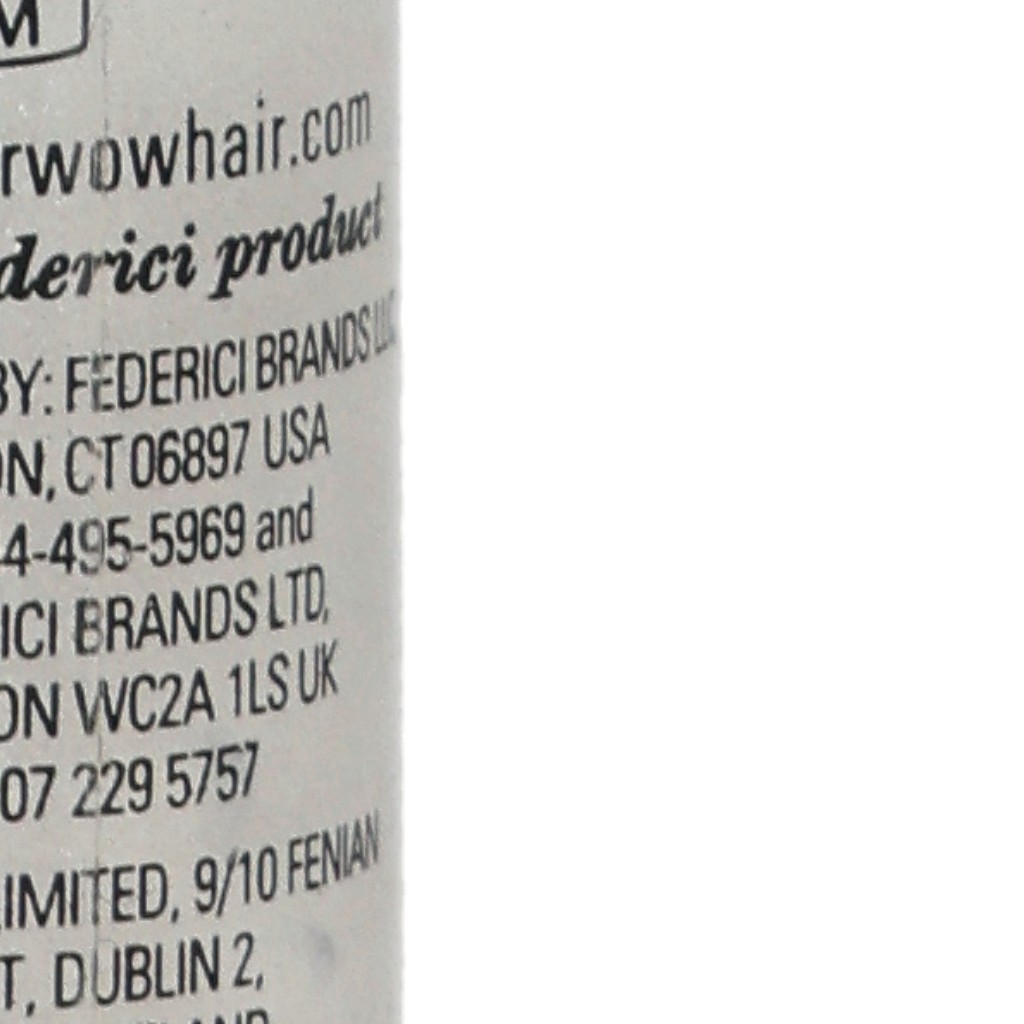 M
rwowhair.com
derici product
BY: FEDERICI BRANDS LLC
ON, CT 06897 USA
4-495-5969 and
ICI BRANDS LTD,
ON WC2A 1LS UK
07 229 5757
LIMITED, 9/10 FENIAN
T, DUBLIN 2,